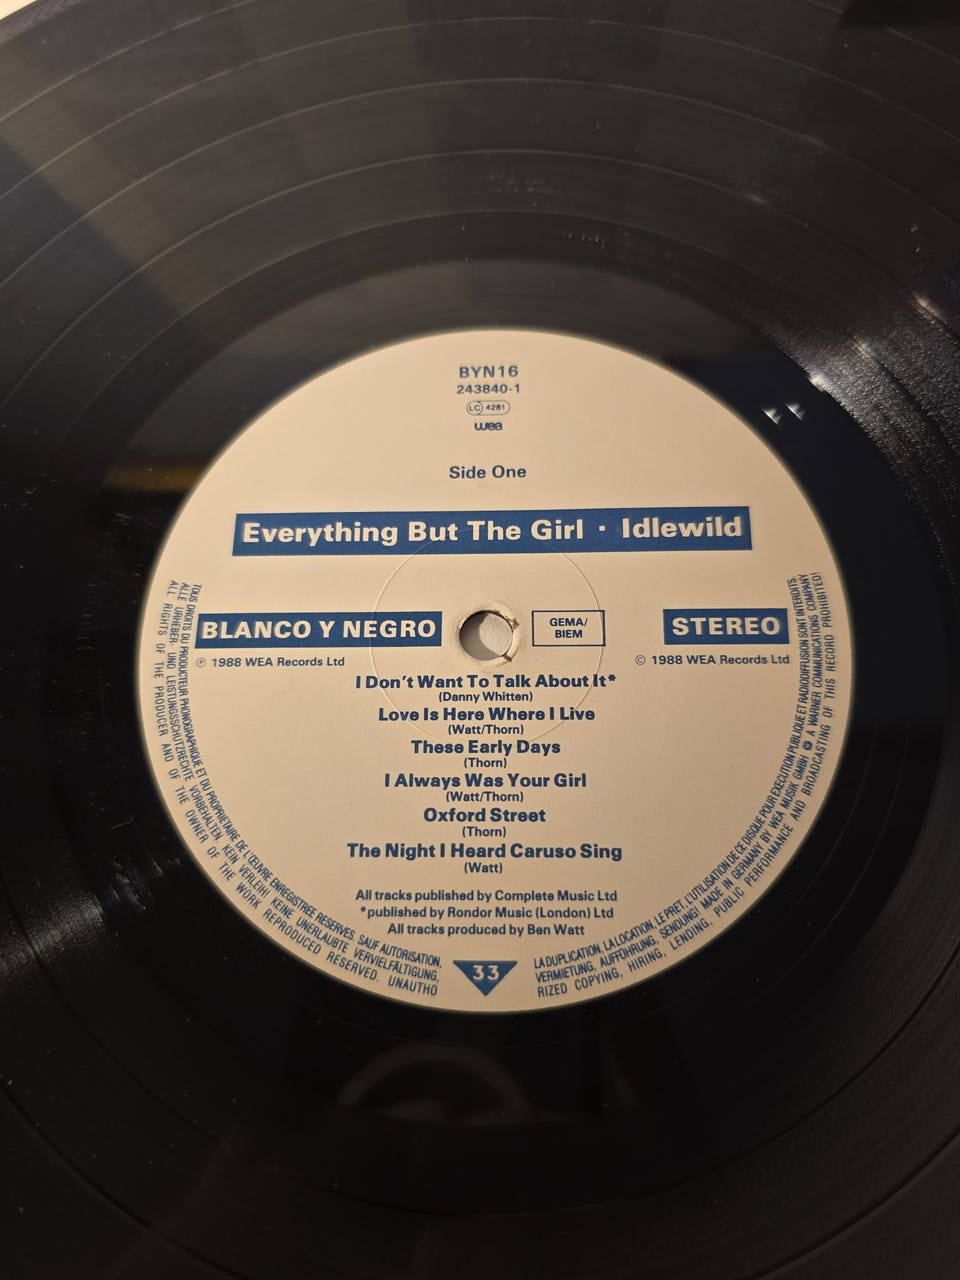 BYN16
243840-1
LC 4281
wea
Side One
Everything But The Girl · Idlewild
BLANCO Y NEGRO
GEMA/
BIEM
STEREO
℗ 1988 WEA Records Ltd
© 1988 WEA Records Ltd
I Don't Want To Talk About It*
(Danny Whitten)
Love Is Here Where I Live
(Watt/Thorn)
These Early Days
(Thorn)
I Always Was Your Girl
(Watt/Thorn)
Oxford Street
(Thorn)
The Night I Heard Caruso Sing
(Watt)
All tracks published by Complete Music Ltd
*published by Rondor Music (London) Ltd
All tracks produced by Ben Watt
33
TOUS DROITS DU PRODUCTEUR PHONOGRAPHIQUE ET DU PROPRIETAIRE DE L'ŒUVRE ENREGISTREE RESERVES. SAUF AUTORISATION,
ALLE URHEBER- UND LEISTUNGSSCHUTZRECHTE VORBEHALTEN. KEIN VERLEIH! KEINE UNERLAUBTE VERVIELFÄLTIGUNG,
ALL RIGHTS OF THE PRODUCER AND OF THE OWNER OF THE WORK REPRODUCED RESERVED. UNAUTHO
LA DUPLICATION, LA LOCATION, LE PRET, L'UTILISATION DE CE DISQUE POUR EXECUTION PUBLIQUE ET RADIODIFFUSION SONT INTERDITS.
VERMIETUNG, AUFFÜHRUNG, SENDUNG! MADE IN GERMANY BY WEA MUSIK GMBH A WARNER COMMUNICATIONS COMPANY
RIZED COPYING, HIRING, LENDING, PUBLIC PERFORMANCE AND BROADCASTING OF THIS RECORD PROHIBITED!